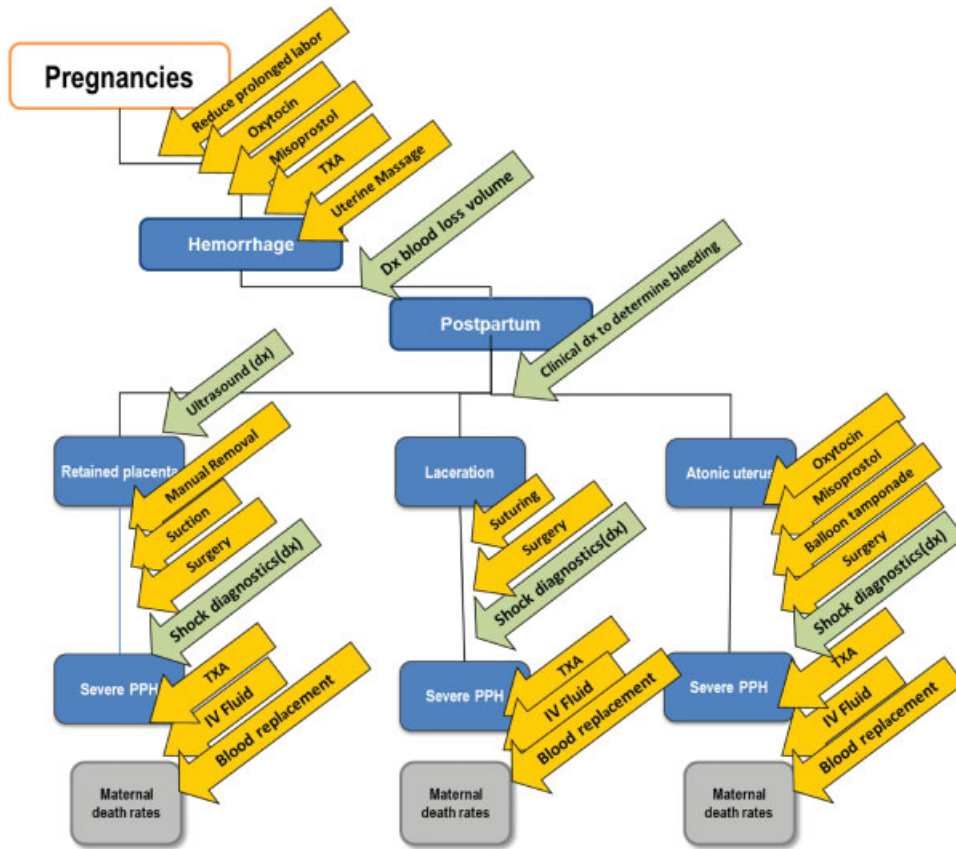 Pregnancies
Reduce prolonged labor
Oxytocin
Misoprostol
TXA
Uterine Massage
Hemorrhage
Dx blood loss volume
Postpartum
Clinical dx to determine bleeding
Ultrasound (dx)
Retained placenta
Manual Removal
Suction
Surgery
Shock diagnostics(dx)
Severe PPH
TXA
IV Fluid
Blood replacement
Maternal
death rates
Laceration
Suturing
Surgery
Shock diagnostics(dx)
Severe PPH
TXA
IV Fluid
Blood replacement
Maternal
death rates
Atonic uterus
Oxytocin
Misoprostol
Balloon tamponade
Surgery
Shock diagnostics(dx)
Severe PPH
TXA
IV Fluid
Blood replacement
Maternal
death rates